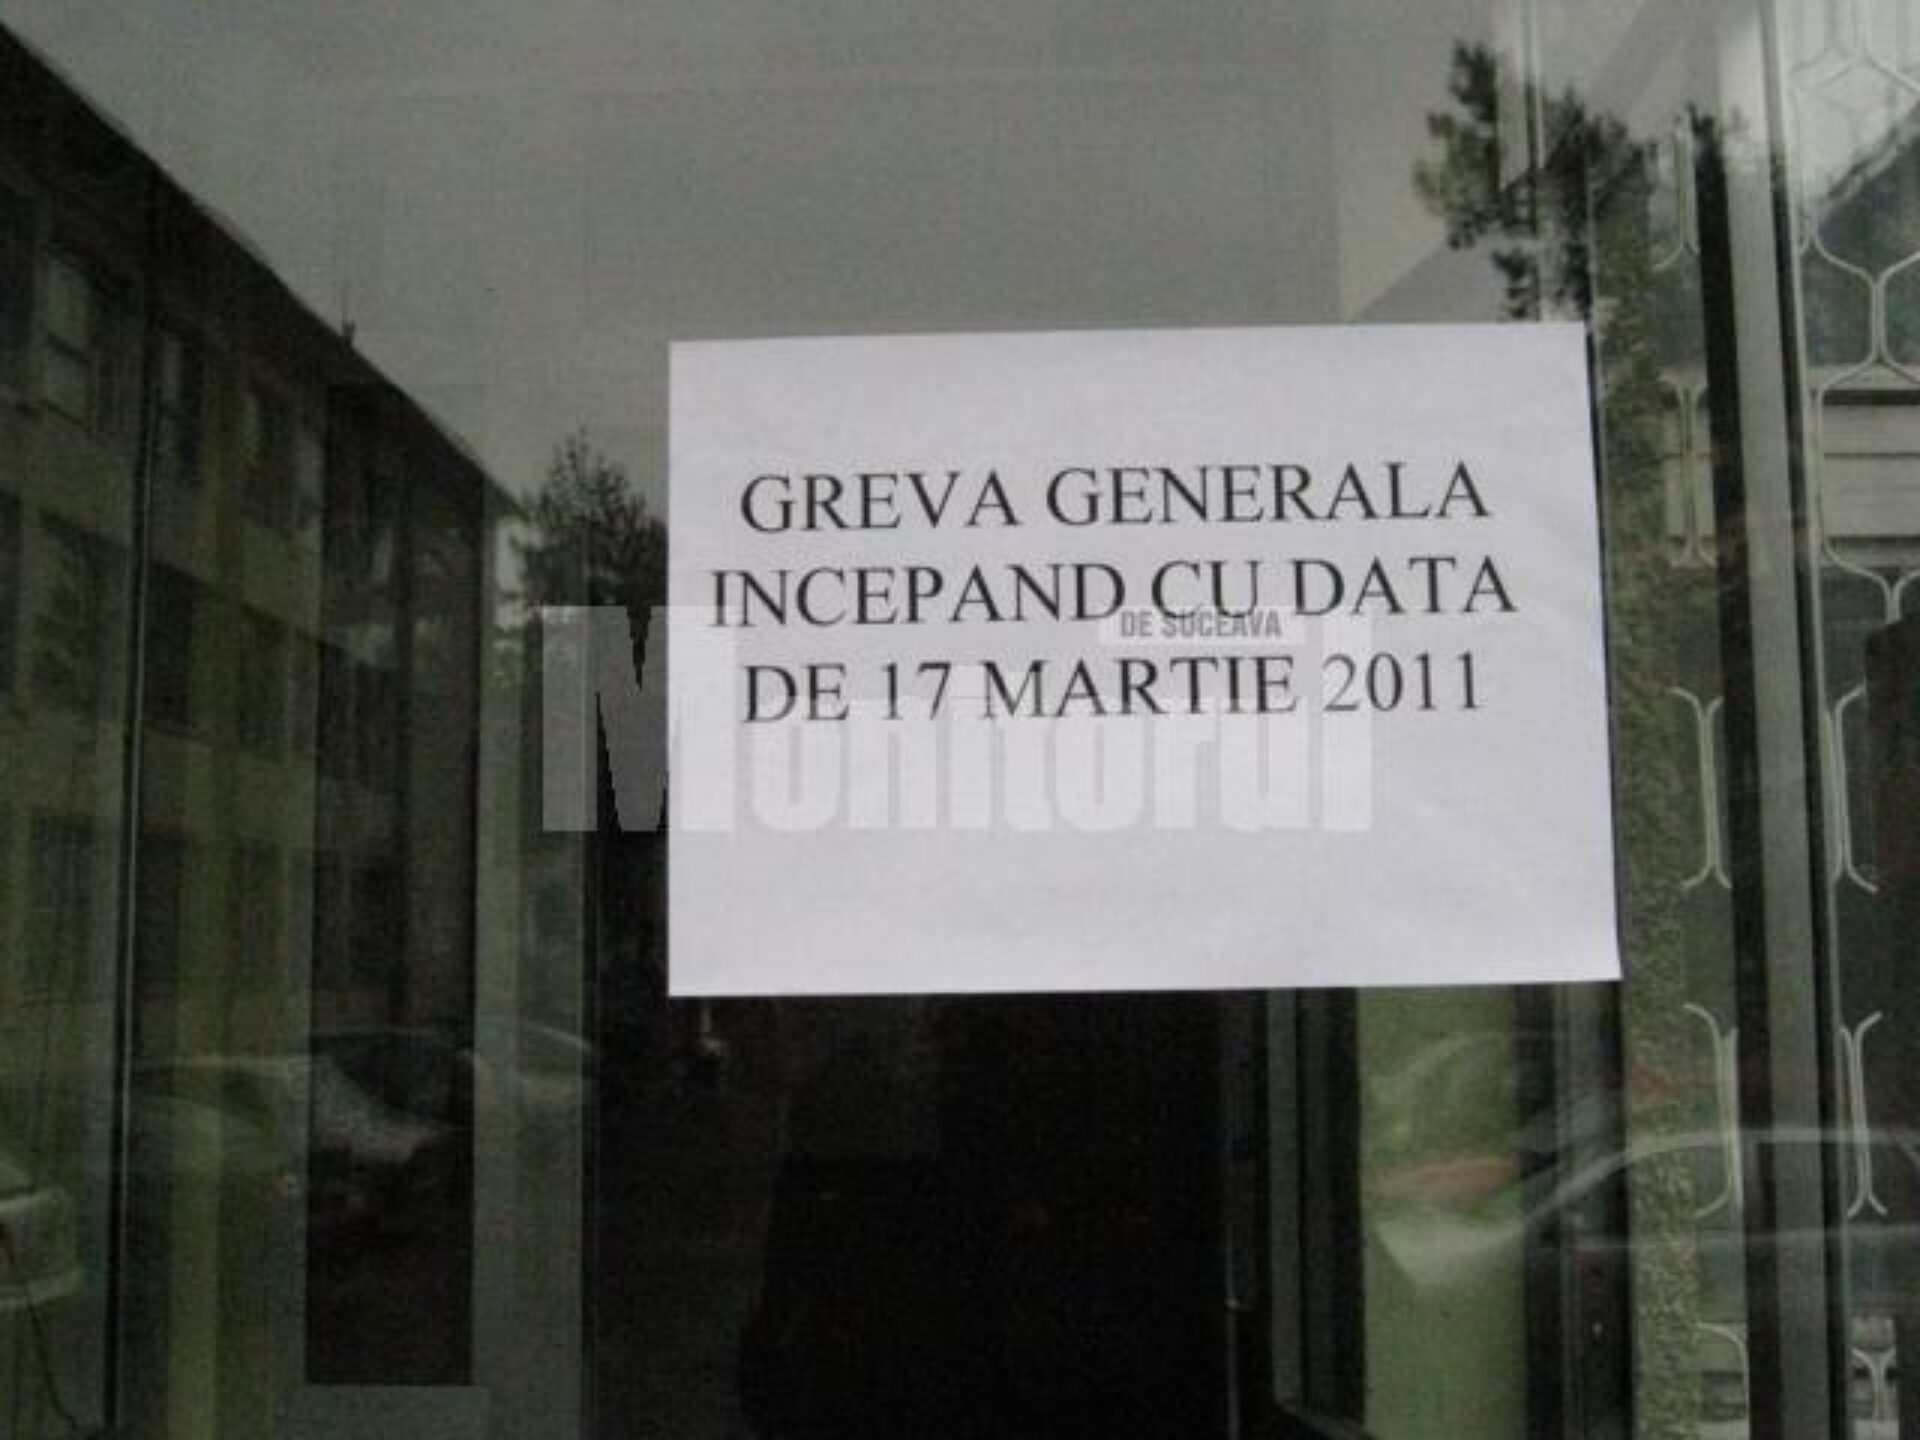 GREVA GENERALA
INCEPAND CU DATA
DE 17 MARTIE 2011
DE SUCEAVA
Monitorul